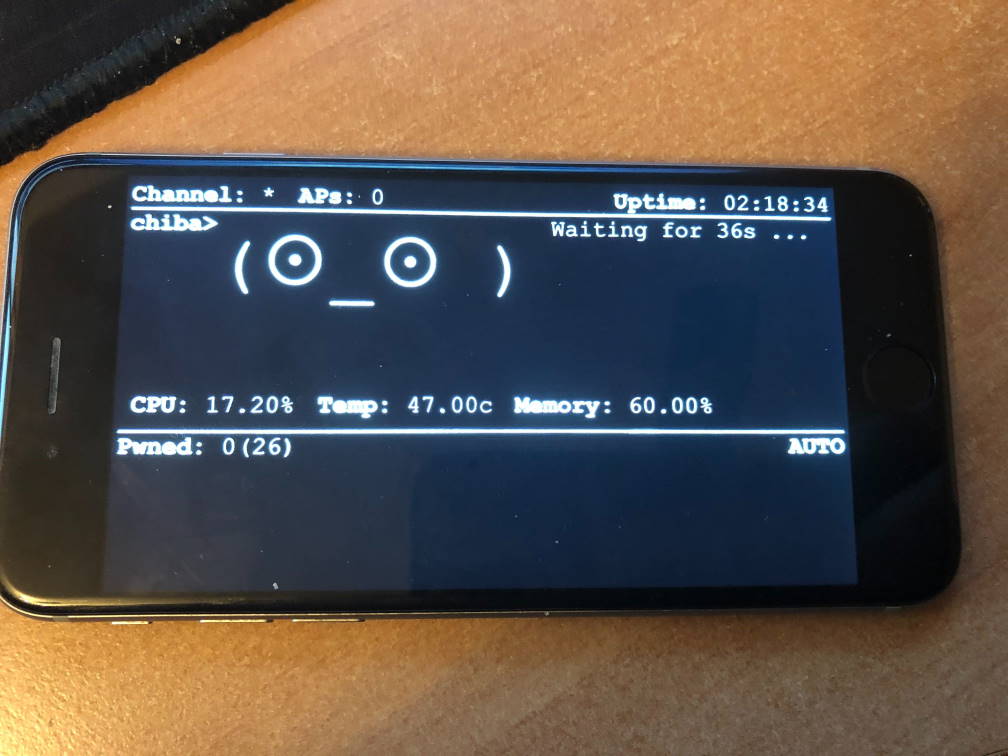 Channel: * APs: 0 Uptime: 02:18:34
chiba> Waiting for 36s ...
(☉_☉ )
CPU: 17.20% Temp: 47.00c Memory: 60.00%
Pwned: 0(26) AUTO